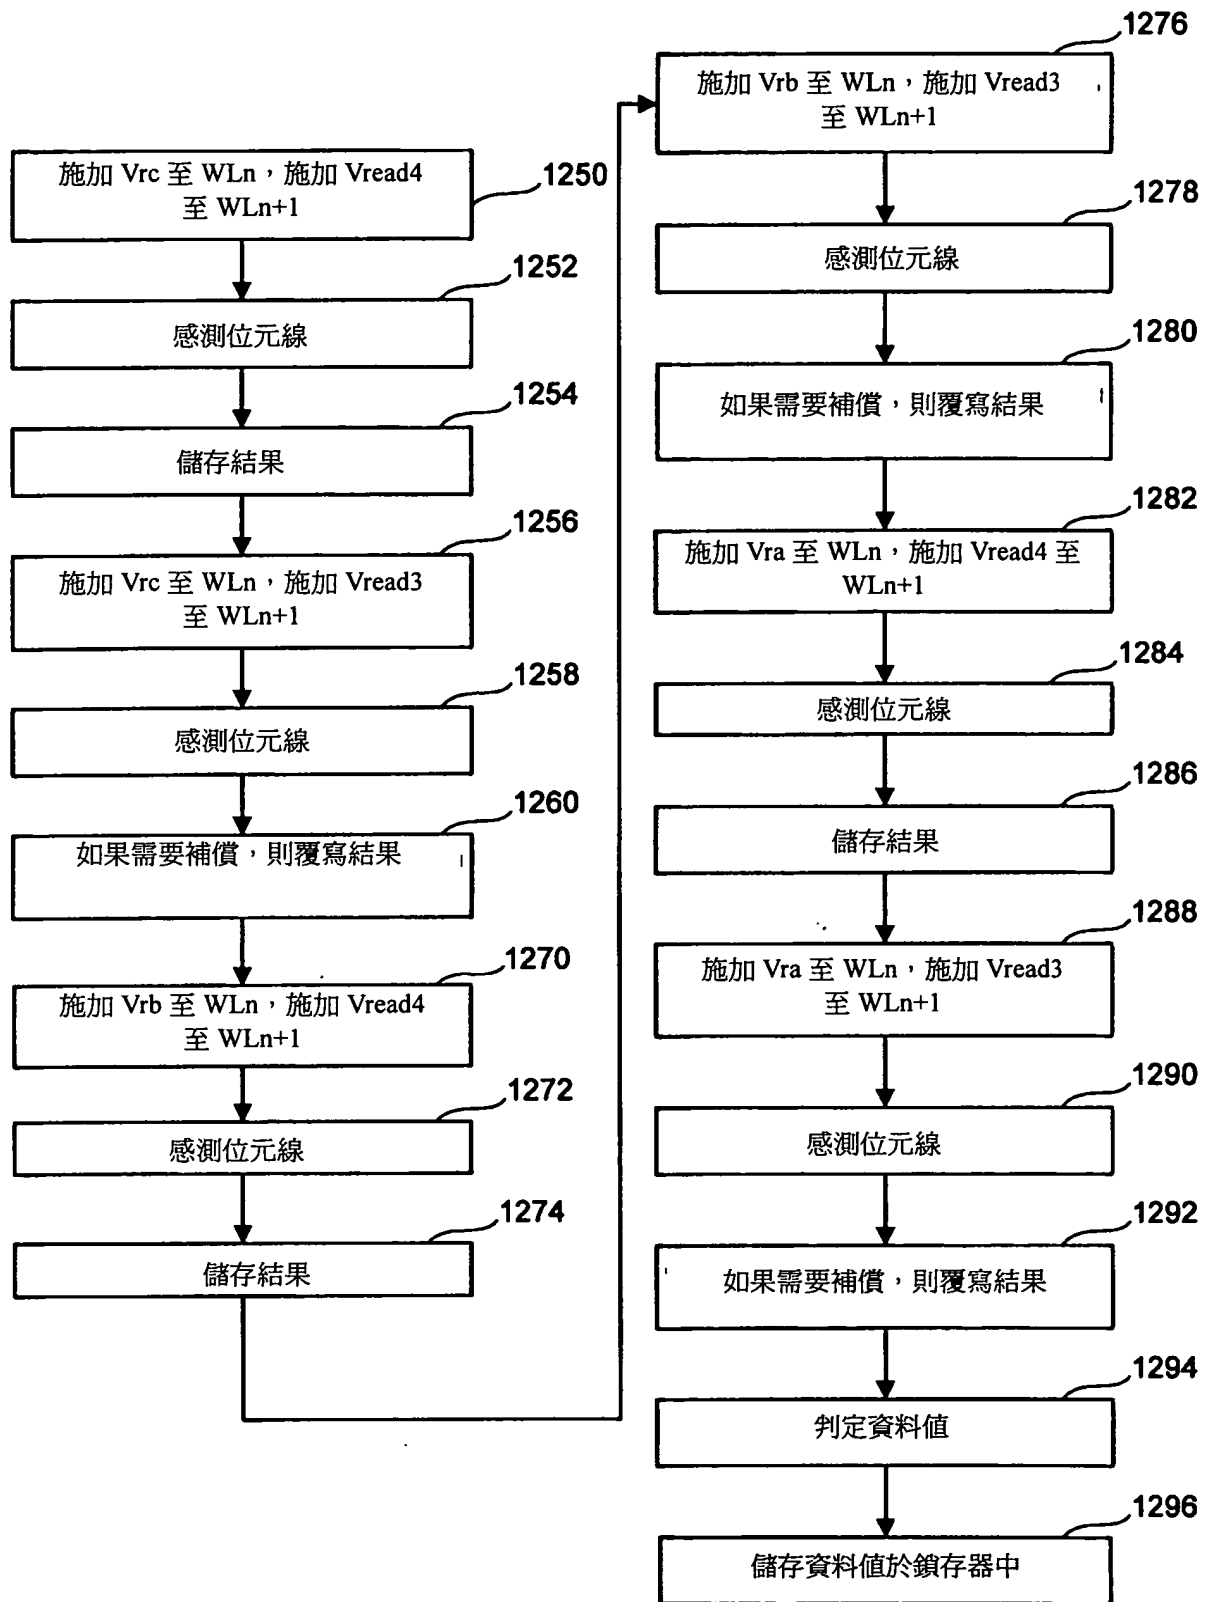 1250
施加 Vrc 至 WLn，施加 Vread4
至 WLn+1
1252
感測位元線
1254
儲存結果
1256
施加 Vrc 至 WLn，施加 Vread3
至 WLn+1
1258
感測位元線
1260
如果需要補償，則覆寫結果
1270
施加 Vrb 至 WLn，施加 Vread4
至 WLn+1
1272
感測位元線
1274
儲存結果
1276
施加 Vrb 至 WLn，施加 Vread3
至 WLn+1
1278
感測位元線
1280
如果需要補償，則覆寫結果
1282
施加 Vra 至 WLn，施加 Vread4 至
WLn+1
1284
感測位元線
1286
儲存結果
1288
施加 Vra 至 WLn，施加 Vread3
至 WLn+1
1290
感測位元線
1292
如果需要補償，則覆寫結果
1294
判定資料值
1296
儲存資料值於鎖存器中